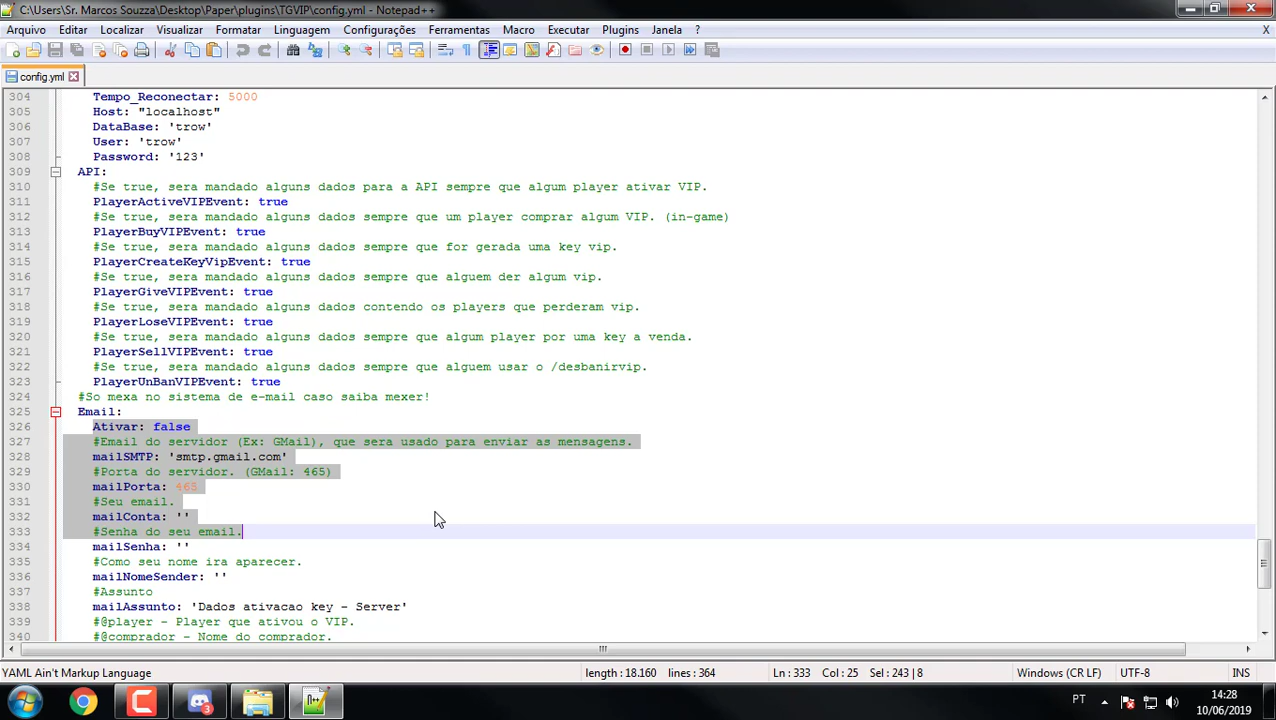 C:\Users\Sr. Marcos Souza\Desktop\Paper\plugins\TGVIP\config.yml - Notepad++
Arquivo Editar Localizar Visualizar Formatar Linguagem Configurações Ferramentas Macro Executar Plugins Janela ? X
config.yml
304 Tempo_Reconectar: 5000
305 Host: "localhost"
306 DataBase: 'trow'
307 User: 'trow'
308 Password: '123'
309 API:
310 #Se true, sera mandado alguns dados para a API sempre que algum player ativar VIP.
311 PlayerActiveVIPEvent: true
312 #Se true, sera mandado alguns dados sempre que um player comprar algum VIP. (in-game)
313 PlayerBuyVIPEvent: true
314 #Se true, sera mandado alguns dados sempre que for gerada uma key vip.
315 PlayerCreateKeyVipEvent: true
316 #Se true, sera mandado alguns dados sempre que alguem der algum vip.
317 PlayerGiveVIPEvent: true
318 #Se true, sera mandado alguns dados contendo os players que perderam vip.
319 PlayerLoseVIPEvent: true
320 #Se true, sera mandado alguns dados sempre que algum player por uma key a venda.
321 PlayerSellVIPEvent: true
322 #Se true, sera mandado alguns dados sempre que alguem usar o /desbanirvip.
323 PlayerUnBanVIPEvent: true
324 #So mexa no sistema de e-mail caso saiba mexer!
325 Email:
326 Ativar: false
327 #Email do servidor (Ex: GMail), que sera usado para enviar as mensagens.
328 mailSMTP: 'smtp.gmail.com'
329 #Porta do servidor. (GMail: 465)
330 mailPorta: 465
331 #Seu email.
332 mailConta: ''
333 #Senha do seu email.
334 mailSenha: ''
335 #Como seu nome ira aparecer.
336 mailNomeSender: ''
337 #Assunto
338 mailAssunto: 'Dados ativacao key - Server'
339 #@player - Player que ativou o VIP.
340 #@comprador - Nome do comprador.
YAML Ain't Markup Language length : 18.160 lines : 364 Ln : 333 Col : 25 Sel : 243 | 8 Windows (CR LF) UTF-8 INS
PT 14:28
10/06/2019